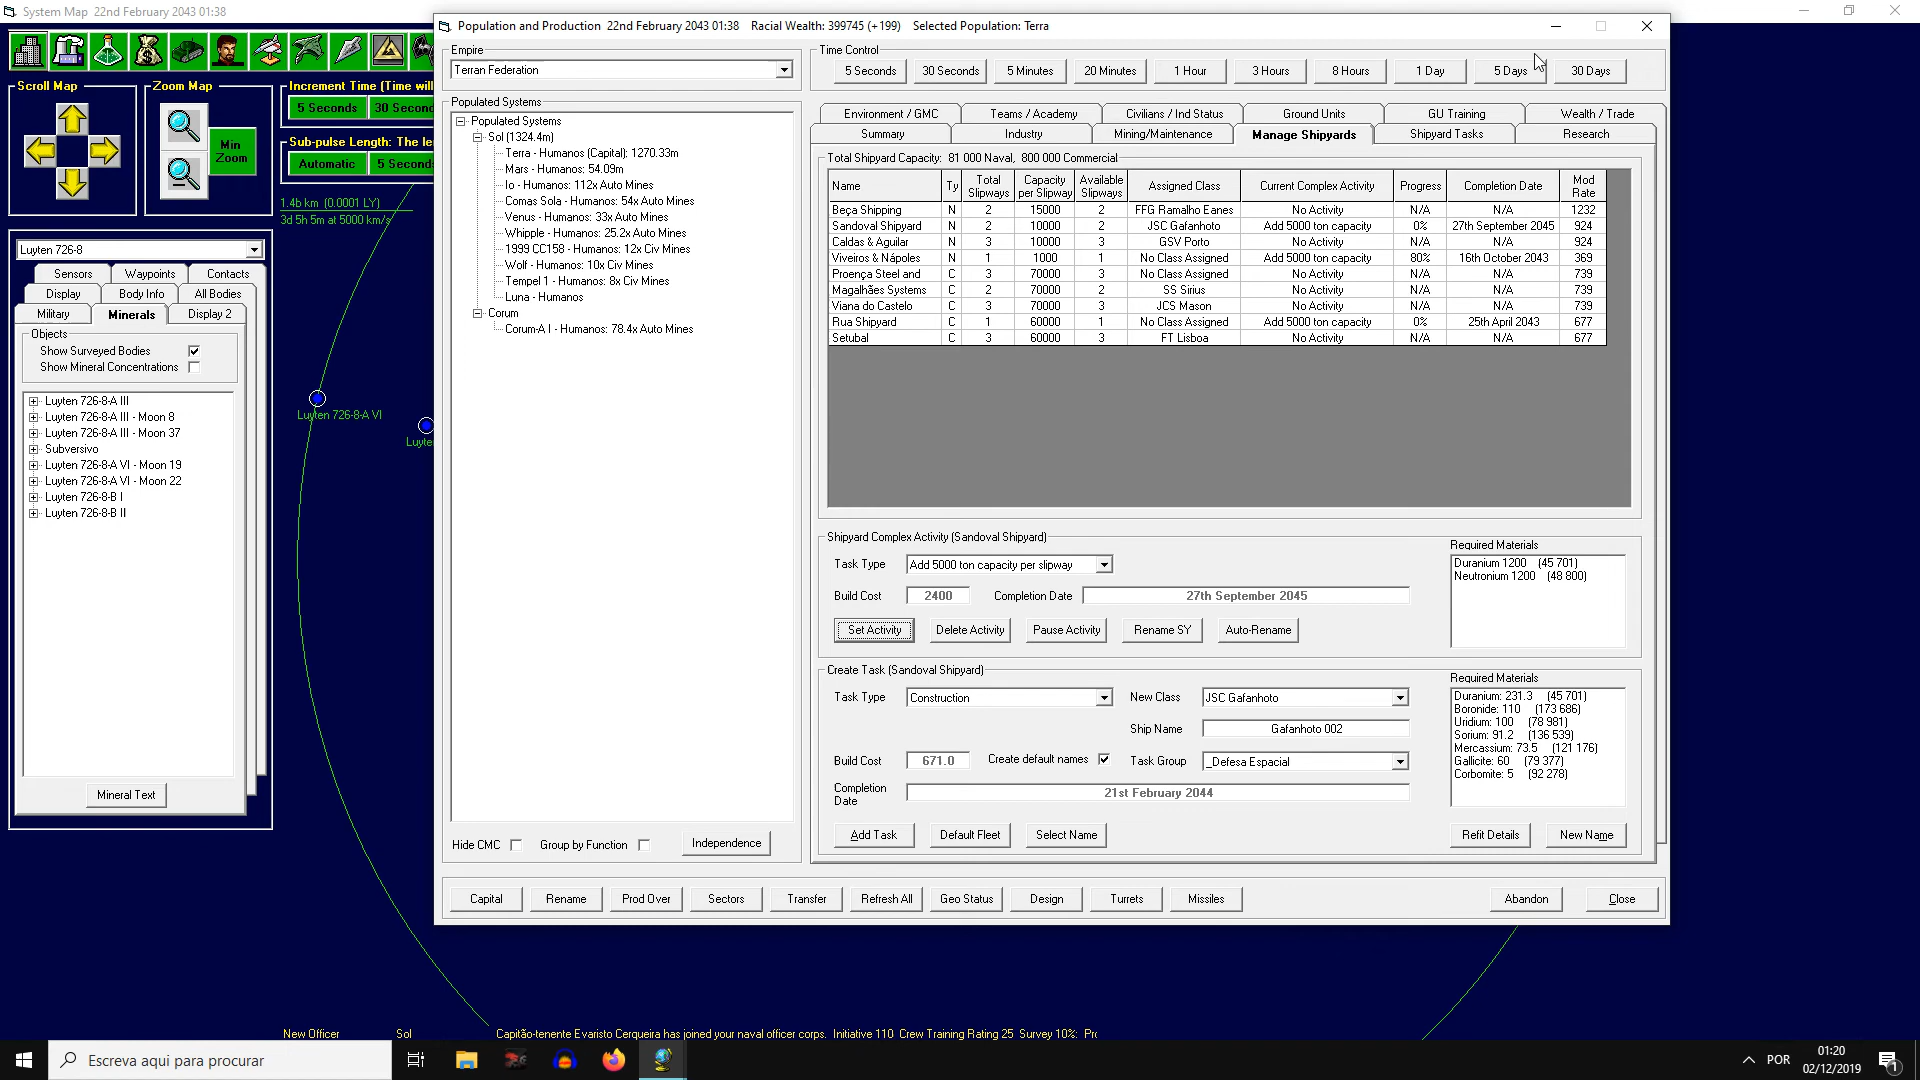 System Map  22nd February 2043 01:38
Population and Production  22nd February 2043 01:38  Racial Wealth: 399745 (+199)  Selected Population: Terra
Scroll Map
Zoom Map
Min Zoom
Increment Time (Time will
5 Seconds  30 Second
Sub-pulse Length: The le
Automatic  5 Second
1.4b km  (0.0001 LY)
3d 5h 5m at 5000 km/s
Luyten 726-8
Sensors  Waypoints  Contacts
Display  Body Info  All Bodies
Military  Minerals  Display 2
Objects
Show Surveyed Bodies
Show Mineral Concentrations
Luyten 726-8-A III
Luyten 726-8-A III - Moon 8
Luyten 726-8-A III - Moon 37
Subversivo
Luyten 726-8-A VI - Moon 19
Luyten 726-8-A VI - Moon 22
Luyten 726-8-B I
Luyten 726-8-B II
Mineral Text
Luyten 726-8-A VI
Luyte
Empire
Terran Federation
Populated Systems
Populated Systems
Sol (1324.4m)
Terra - Humanos (Capital): 1270.33m
Mars - Humanos: 54.09m
Io - Humanos: 112x Auto Mines
Comas Sola - Humanos: 54x Auto Mines
Venus - Humanos: 33x Auto Mines
Whipple - Humanos: 25.2x Auto Mines
1999 CC158 - Humanos: 12x Civ Mines
Wolf - Humanos: 10x Civ Mines
Tempel 1 - Humanos: 8x Civ Mines
Luna - Humanos
Corum
Corum-A I - Humanos: 78.4x Auto Mines
Hide CMC  Group by Function  Independence
Time Control
5 Seconds  30 Seconds  5 Minutes  20 Minutes  1 Hour  3 Hours  8 Hours  1 Day  5 Days  30 Days
Environment / GMC  Teams / Academy  Civilians / Ind Status  Ground Units  GU Training  Wealth / Trade
Summary  Industry  Mining/Maintenance  Manage Shipyards  Shipyard Tasks  Research
Total Shipyard Capacity:  81 000 Naval,  800 000 Commercial
Name  Ty  Total Slipways  Capacity per Slipway  Available Slipways  Assigned Class  Current Complex Activity  Progress  Completion Date  Mod Rate
Beça Shipping  N  2  15000  2  FFG Ramalho Eanes  No Activity  N/A  N/A  1232
Sandoval Shipyard  N  2  10000  2  JSC Gafanhoto  Add 5000 ton capacity  0%  27th September 2045  924
Caldas & Aguilar  N  3  10000  3  GSV Porto  No Activity  N/A  N/A  924
Viveiros & Nápoles  N  1  1000  1  No Class Assigned  Add 5000 ton capacity  80%  16th October 2043  369
Proença Steel and  C  3  70000  3  No Class Assigned  No Activity  N/A  N/A  739
Magalhães Systems  C  2  70000  2  SS Sirius  No Activity  N/A  N/A  739
Viana do Castelo  C  3  70000  3  JCS Mason  No Activity  N/A  N/A  739
Rua Shipyard  C  1  60000  1  No Class Assigned  Add 5000 ton capacity  0%  25th April 2043  677
Setubal  C  3  60000  3  FT Lisboa  No Activity  N/A  N/A  677
Shipyard Complex Activity (Sandoval Shipyard)
Task Type  Add 5000 ton capacity per slipway
Build Cost  2400  Completion Date  27th September 2045
Set Activity  Delete Activity  Pause Activity  Rename SY  Auto-Rename
Required Materials
Duranium 1200  (45 701)
Neutronium 1200  (48 800)
Create Task (Sandoval Shipyard)
Task Type  Construction  New Class  JSC Gafanhoto
Ship Name  Gafanhoto 002
Build Cost  671.0  Create default names  Task Group  _Defesa Espacial
Completion Date  21st February 2044
Add Task  Default Fleet  Select Name
Required Materials
Duranium: 231.3  (45 701)
Boronide: 110  (173 686)
Uridium: 100  (78 981)
Sorium: 91.2  (136 539)
Mercassium: 73.5  (121 176)
Gallicite: 60  (79 377)
Corbomite: 5  (92 278)
Refit Details  New Name
Capital  Rename  Prod Over  Sectors  Transfer  Refresh All  Geo Status  Design  Turrets  Missiles  Abandon  Close
New Officer  Sol  Capitão-tenente Evaristo Cerqueira has joined your naval officer corps.  Initiative 110  Crew Training Rating 25  Survey 10%:  Pro
Escreva aqui para procurar
POR
01:20
02/12/2019
1